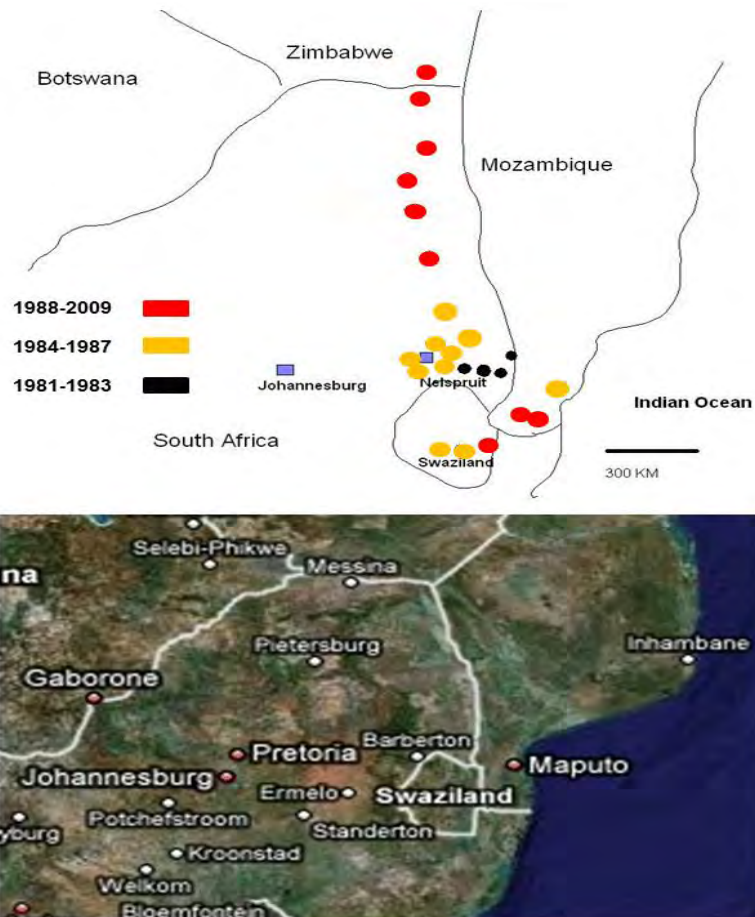 Zimbabwe
Botswana
Mozambique
1988-2009
1984-1987
1981-1983
Johannesburg
Nelspruit
Indian Ocean
South Africa
Swaziland
300 KM
Selebi-Phikwe
na
Messina
Pietersburg
Inhambane
Gaborone
Barberton
Pretoria
Maputo
Johannesburg
Ermelo
Swaziland
Potchefstroom
yburg
Standerton
Kroonstad
Welkom
Bloemfontein